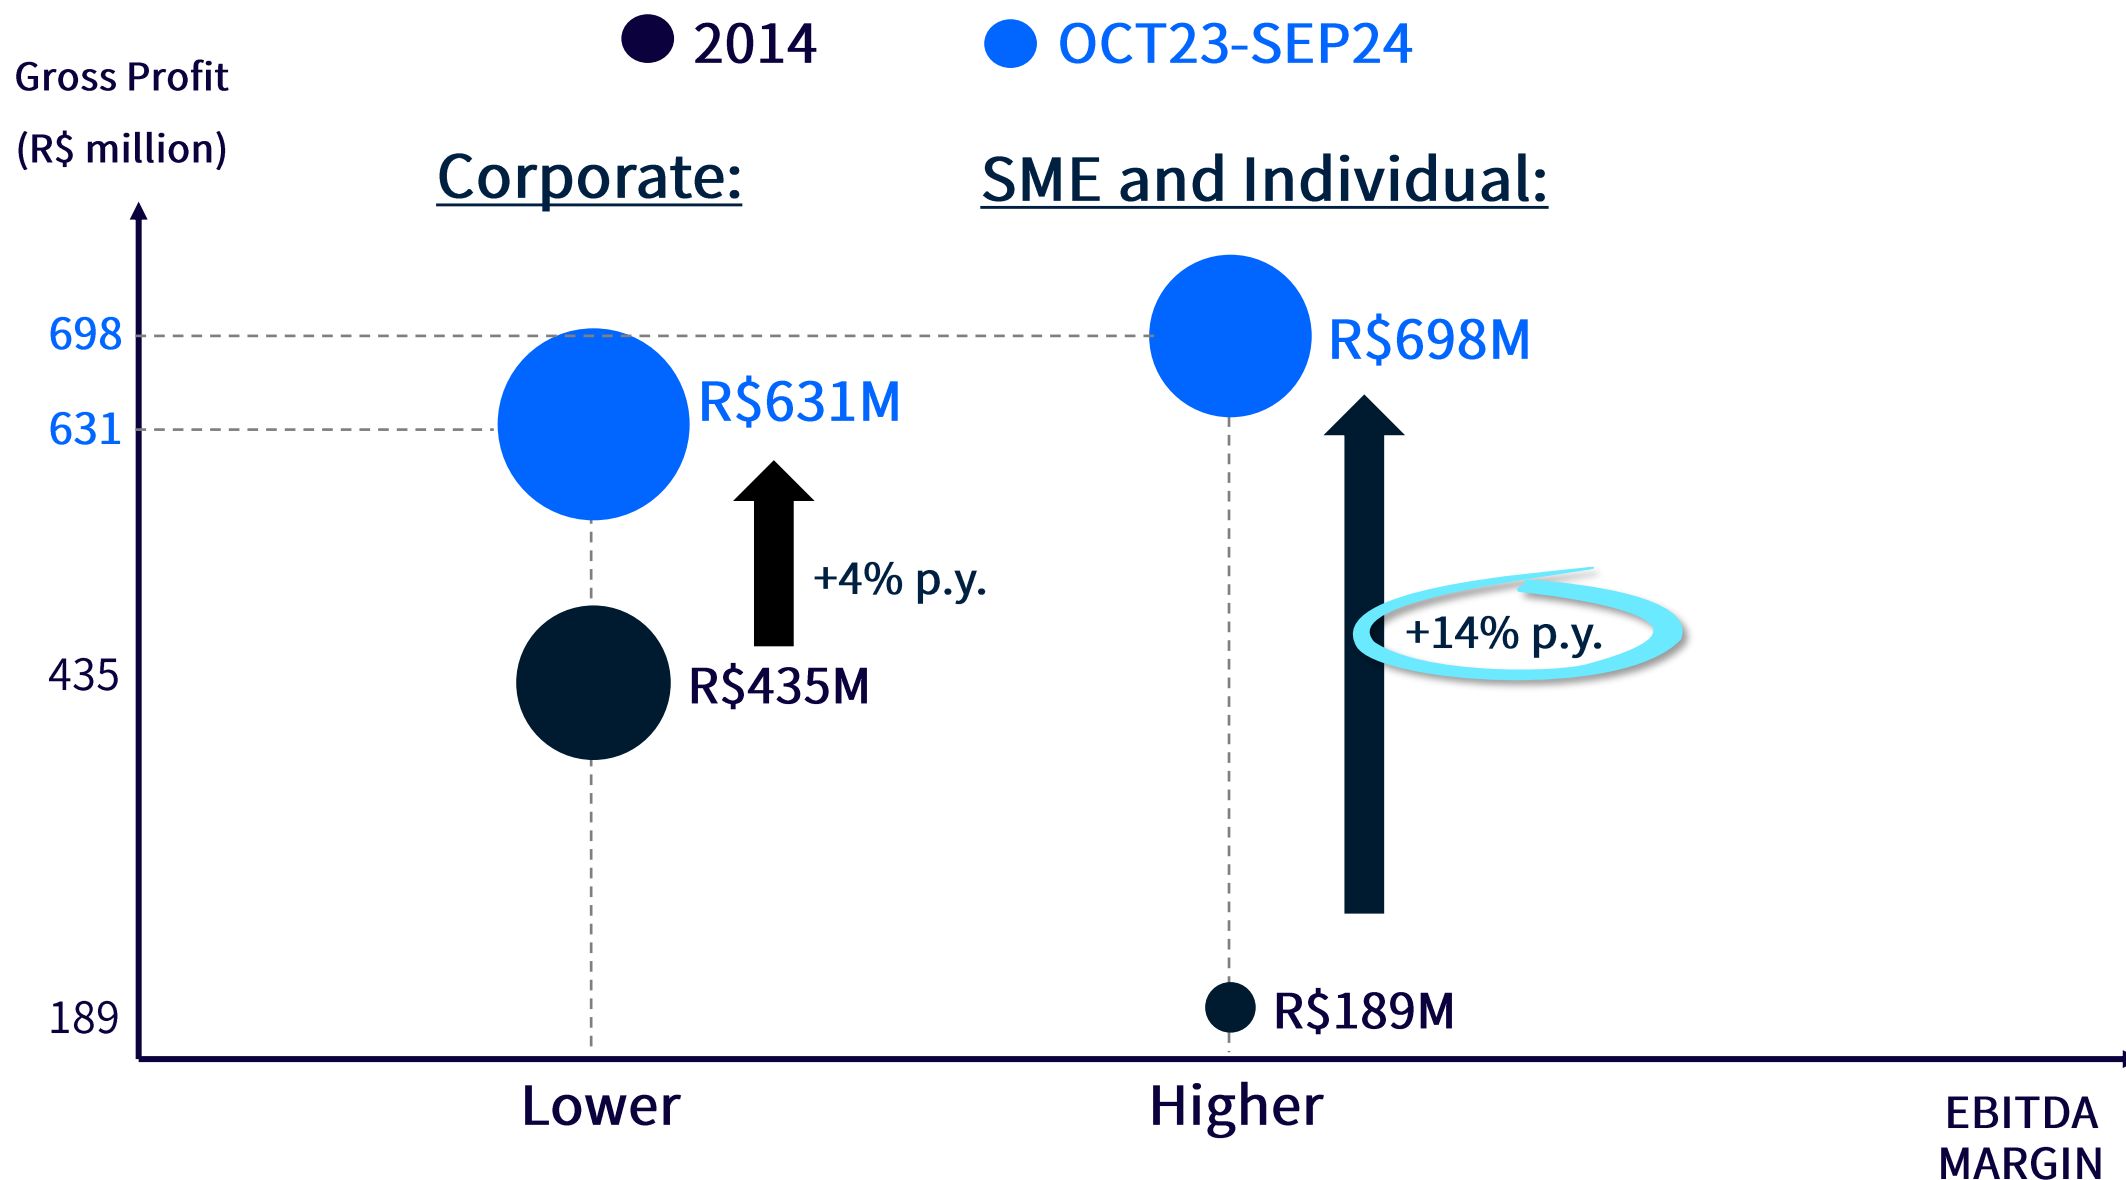 2014
OCT23-SEP24
Gross Profit
(R$ million)
Corporate:
SME and Individual:
698
R$698M
631
R$631M
+4% p.y.
+14% p.y.
435
R$435M
189
R$189M
Lower
Higher
EBITDA
MARGIN